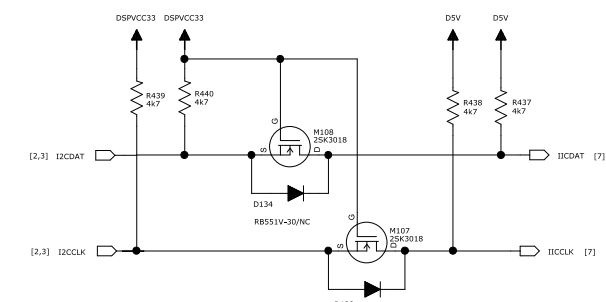 DSPVCC33 DSPVCC33 D5V D5V
R439
4k7
R440
4k7
R438
4k7
R437
4k7
G
M108
2SK3018
[2,3] I2CDAT S D IICDAT [7]
D134
RB551V-30/NC
G
M107
2SK3018
[2,3] I2CCLK S D IICCLK [7]